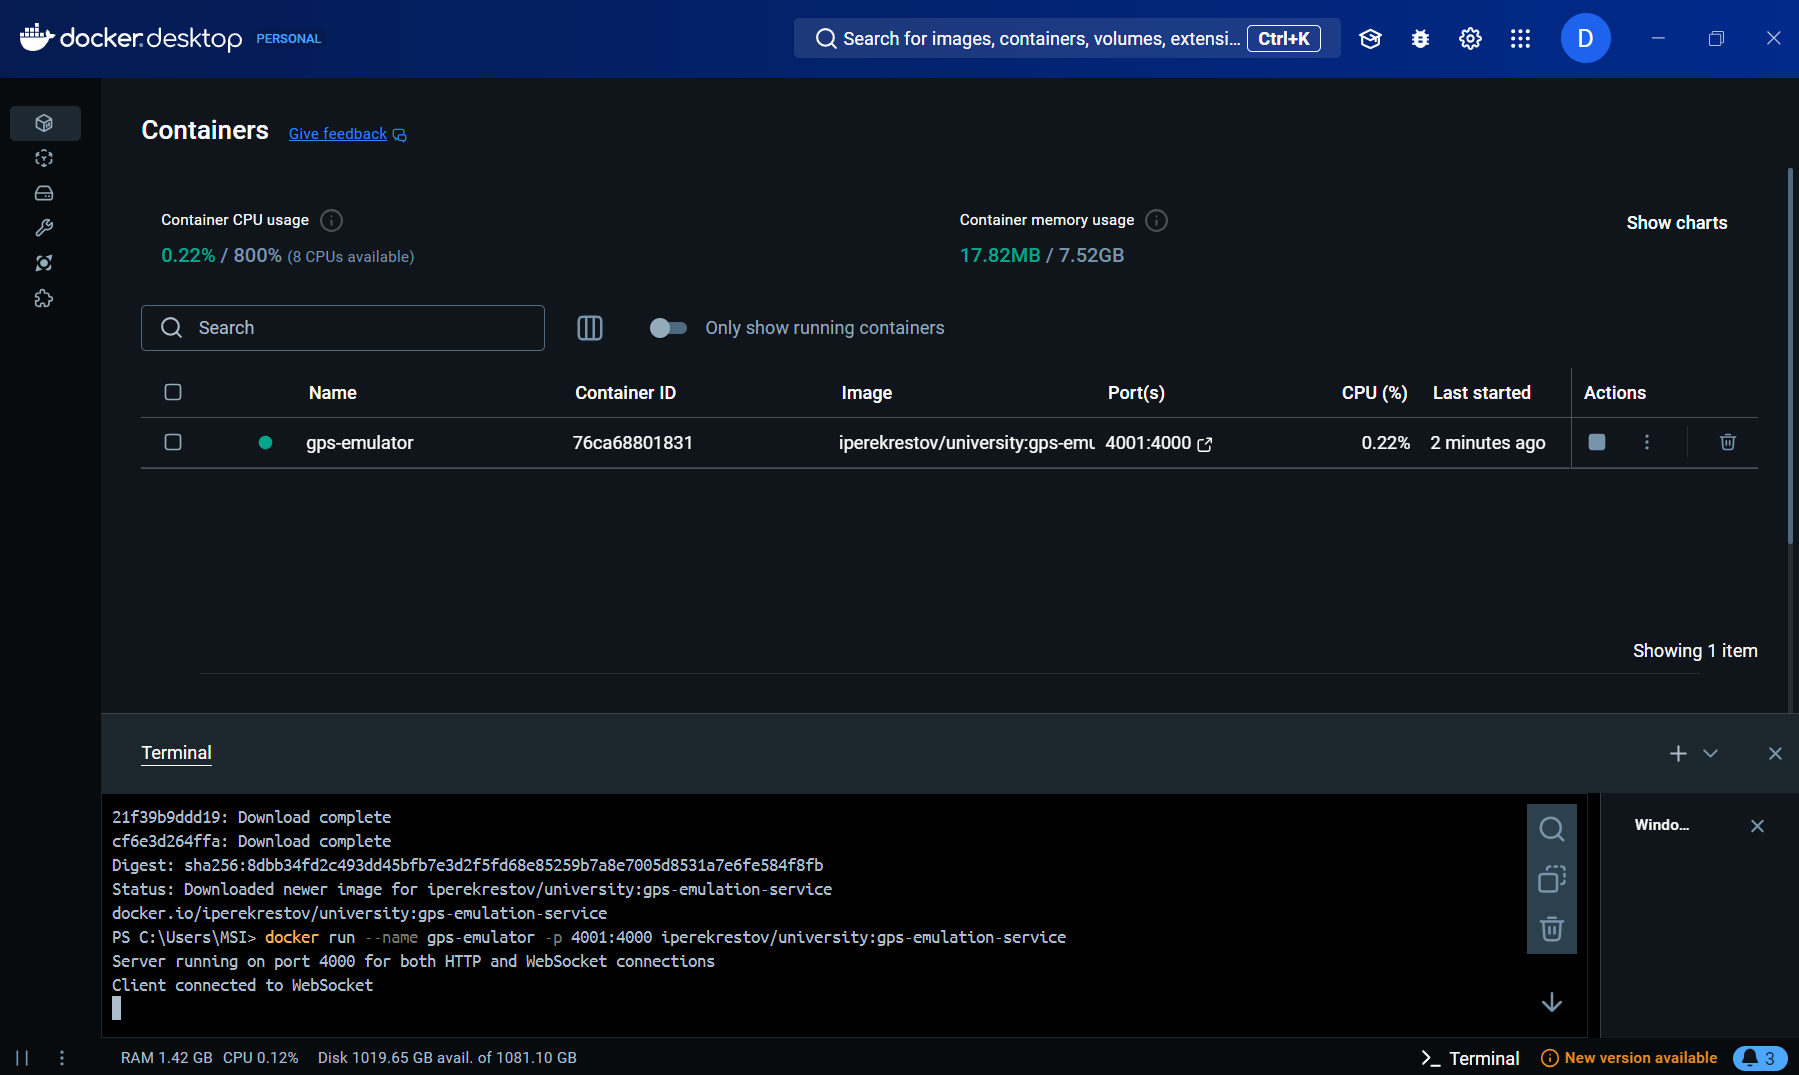 docker.desktop PERSONAL
Search for images, containers, volumes, extensi... Ctrl+K
D
Containers Give feedback
Container CPU usage
0.22% / 800% (8 CPUs available)
Container memory usage
17.82MB / 7.52GB
Show charts
Search
Only show running containers
Name Container ID Image Port(s) CPU (%) Last started Actions
gps-emulator 76ca68801831 iperekrestov/university:gps-emu 4001:4000 0.22% 2 minutes ago
Showing 1 item
Terminal
21f39b9ddd19: Download complete
cf6e3d264ffa: Download complete
Digest: sha256:8dbb34fd2c493dd45bfb7e3d2f5fd68e85259b7a8e7005d8531a7e6fe584f8fb
Status: Downloaded newer image for iperekrestov/university:gps-emulation-service
docker.io/iperekrestov/university:gps-emulation-service
PS C:\Users\MSI> docker run --name gps-emulator -p 4001:4000 iperekrestov/university:gps-emulation-service
Server running on port 4000 for both HTTP and WebSocket connections
Client connected to WebSocket
Windo...
RAM 1.42 GB CPU 0.12% Disk 1019.65 GB avail. of 1081.10 GB
Terminal New version available 3